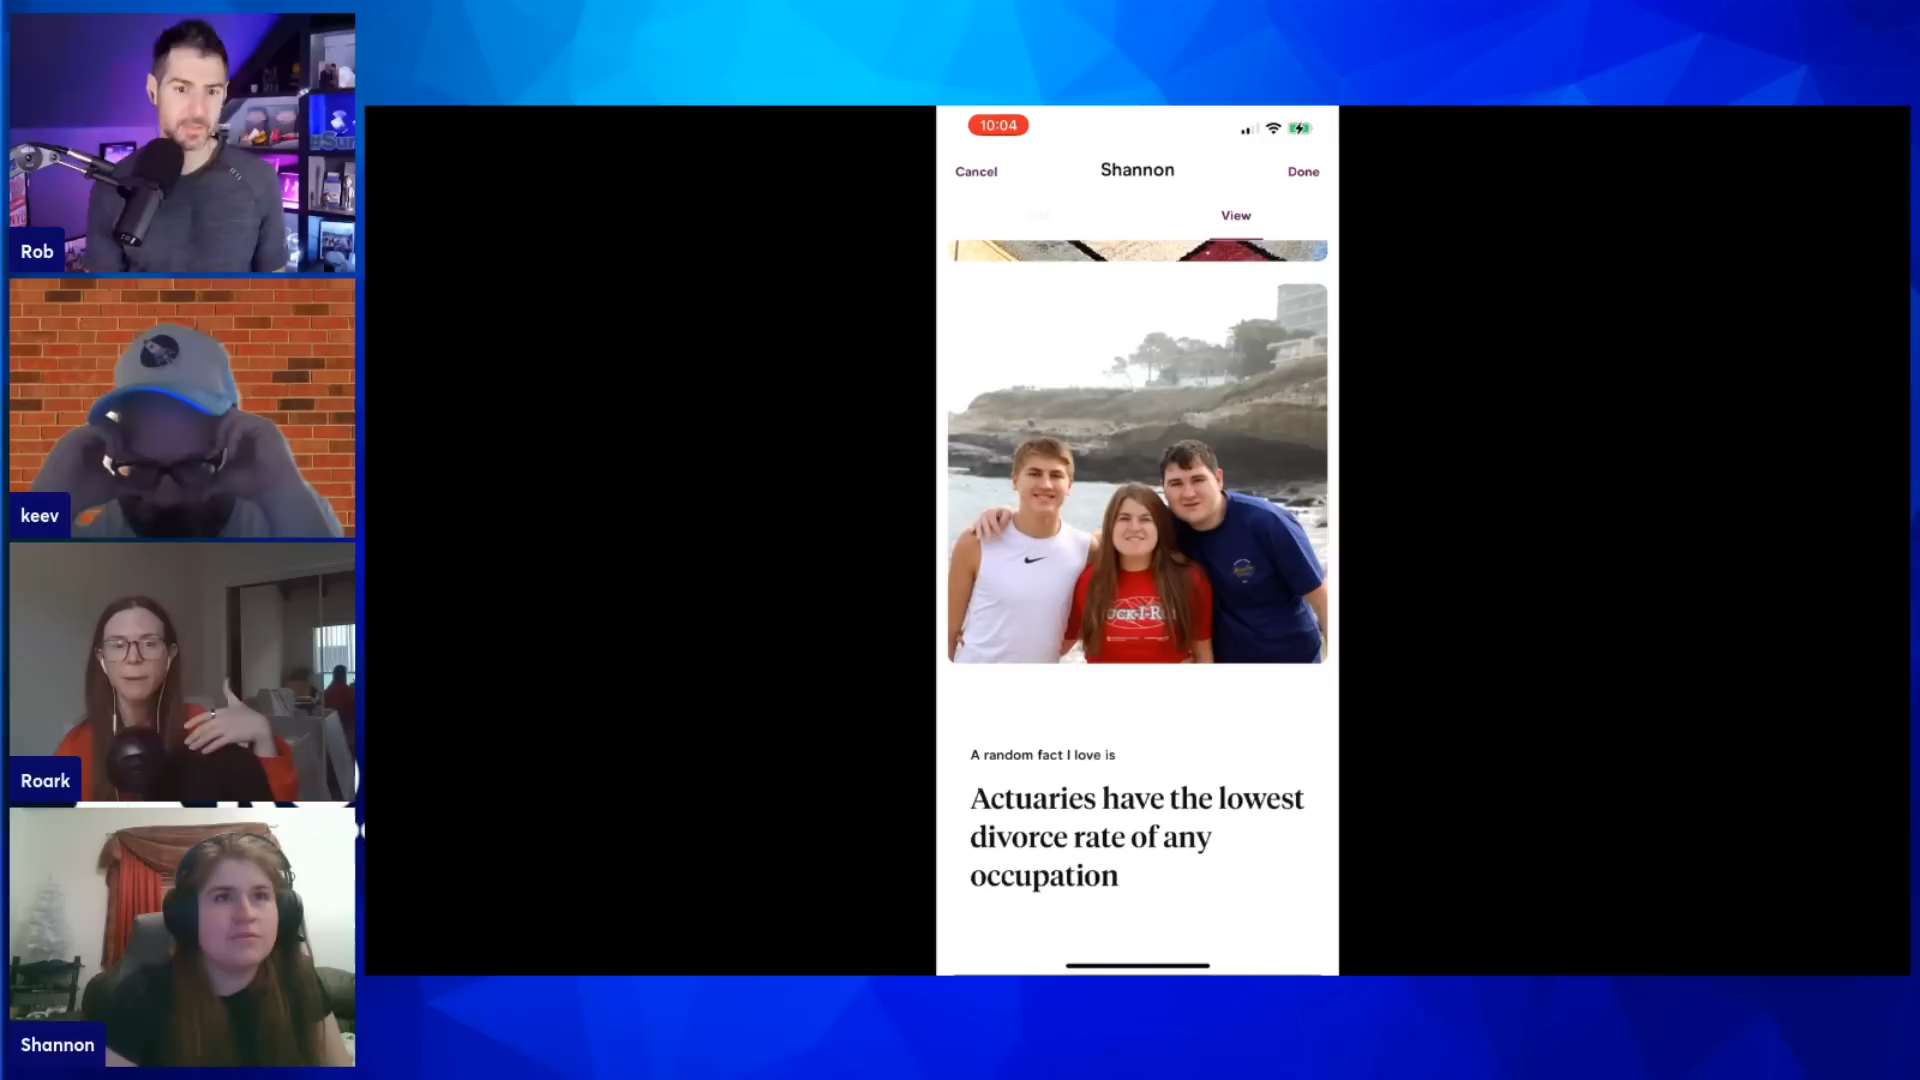 Rob
keev
Roark
Shannon
10:04
Cancel
Shannon
Done
View
A random fact I love is
Actuaries have the lowest
divorce rate of any
occupation